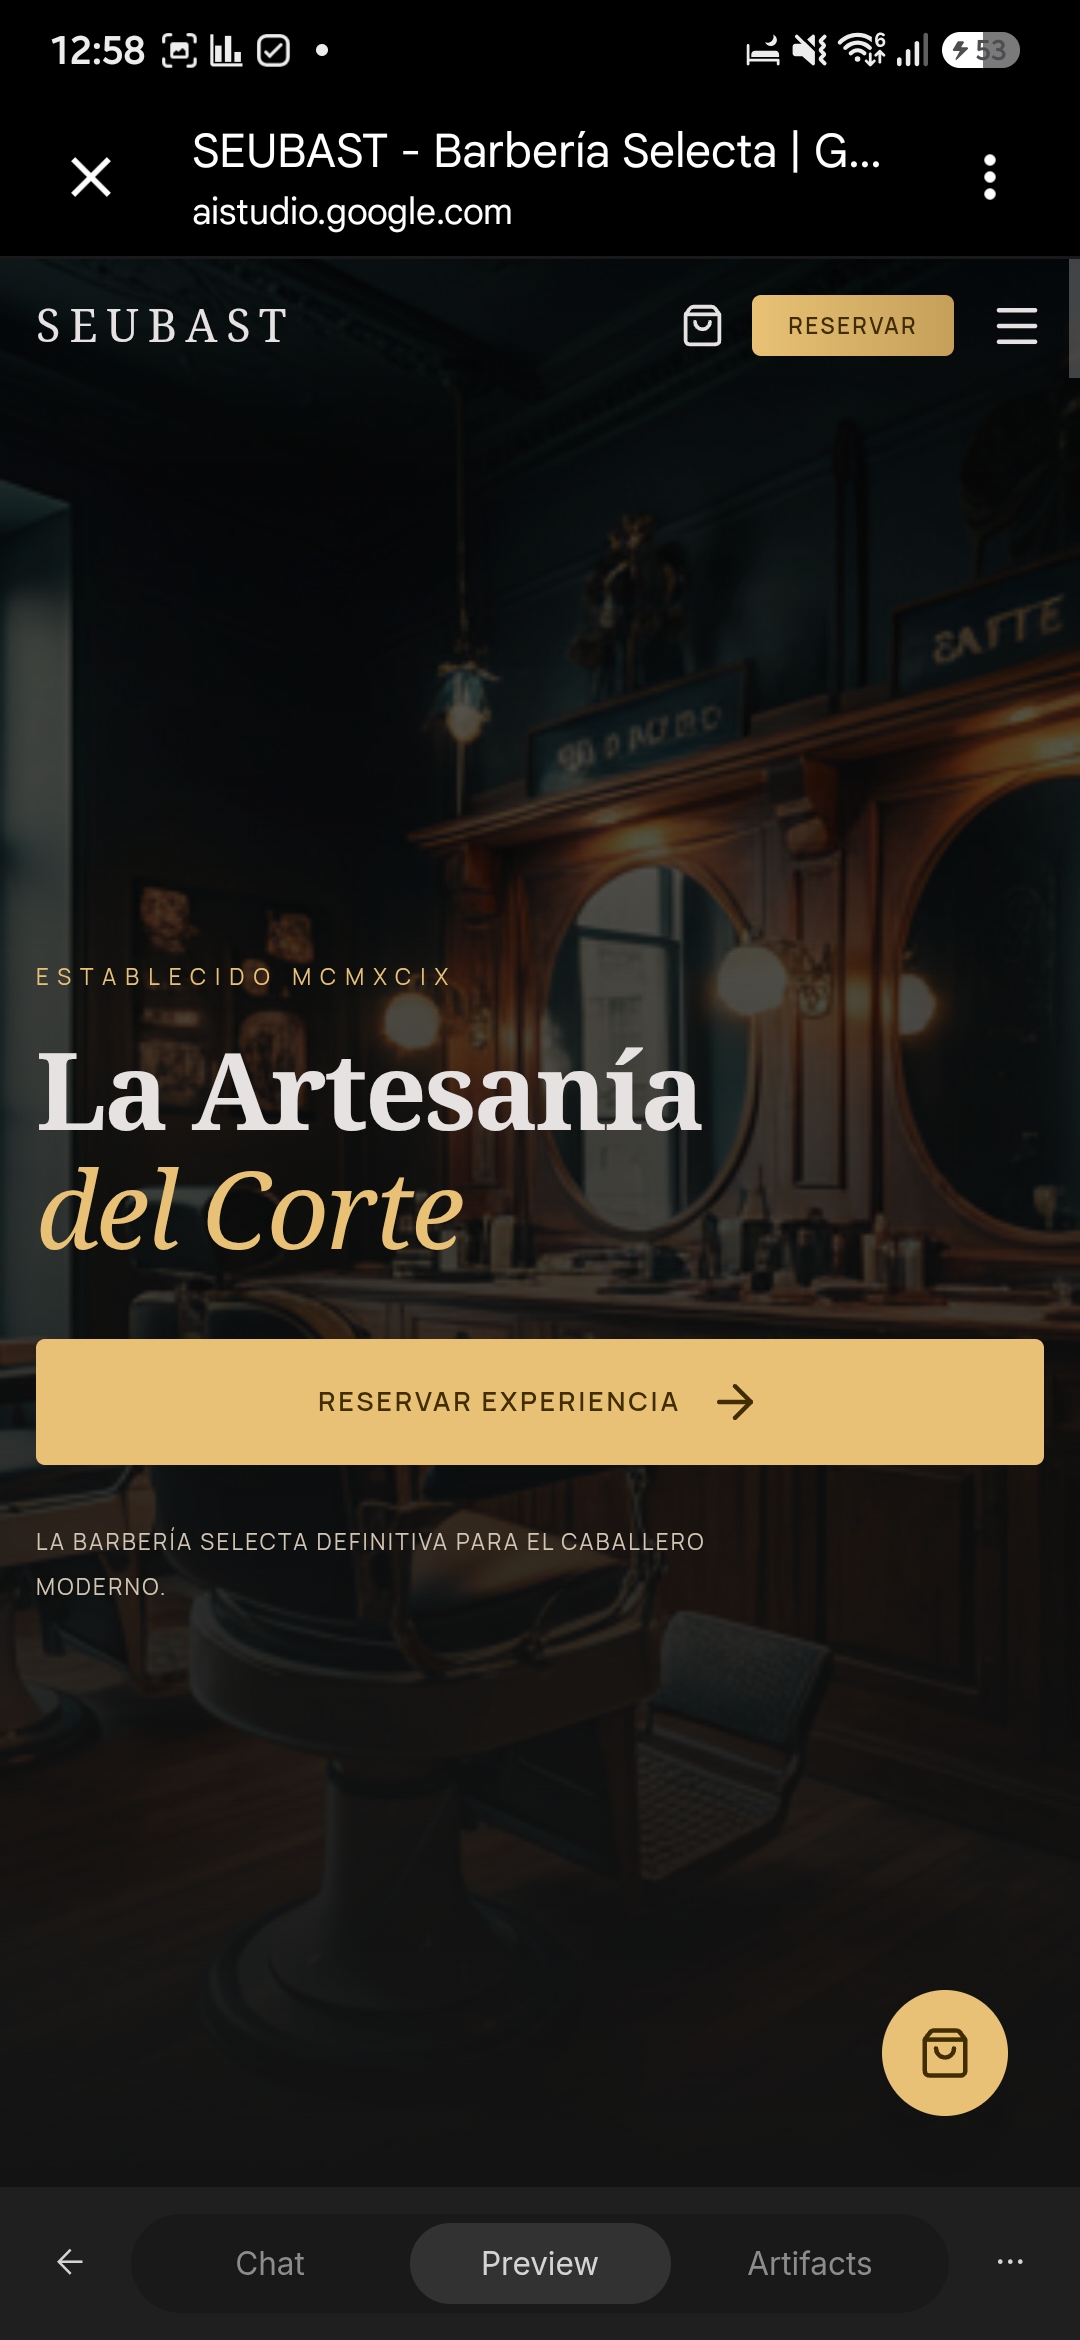 12:58
6
53
SEUBAST - Barbería Selecta | G...
aistudio.google.com
SEUBAST
RESERVAR
ESTABLECIDO MCMXCIX
La Artesanía
del Corte
RESERVAR EXPERIENCIA
LA BARBERÍA SELECTA DEFINITIVA PARA EL CABALLERO
MODERNO.
Chat
Preview
Artifacts